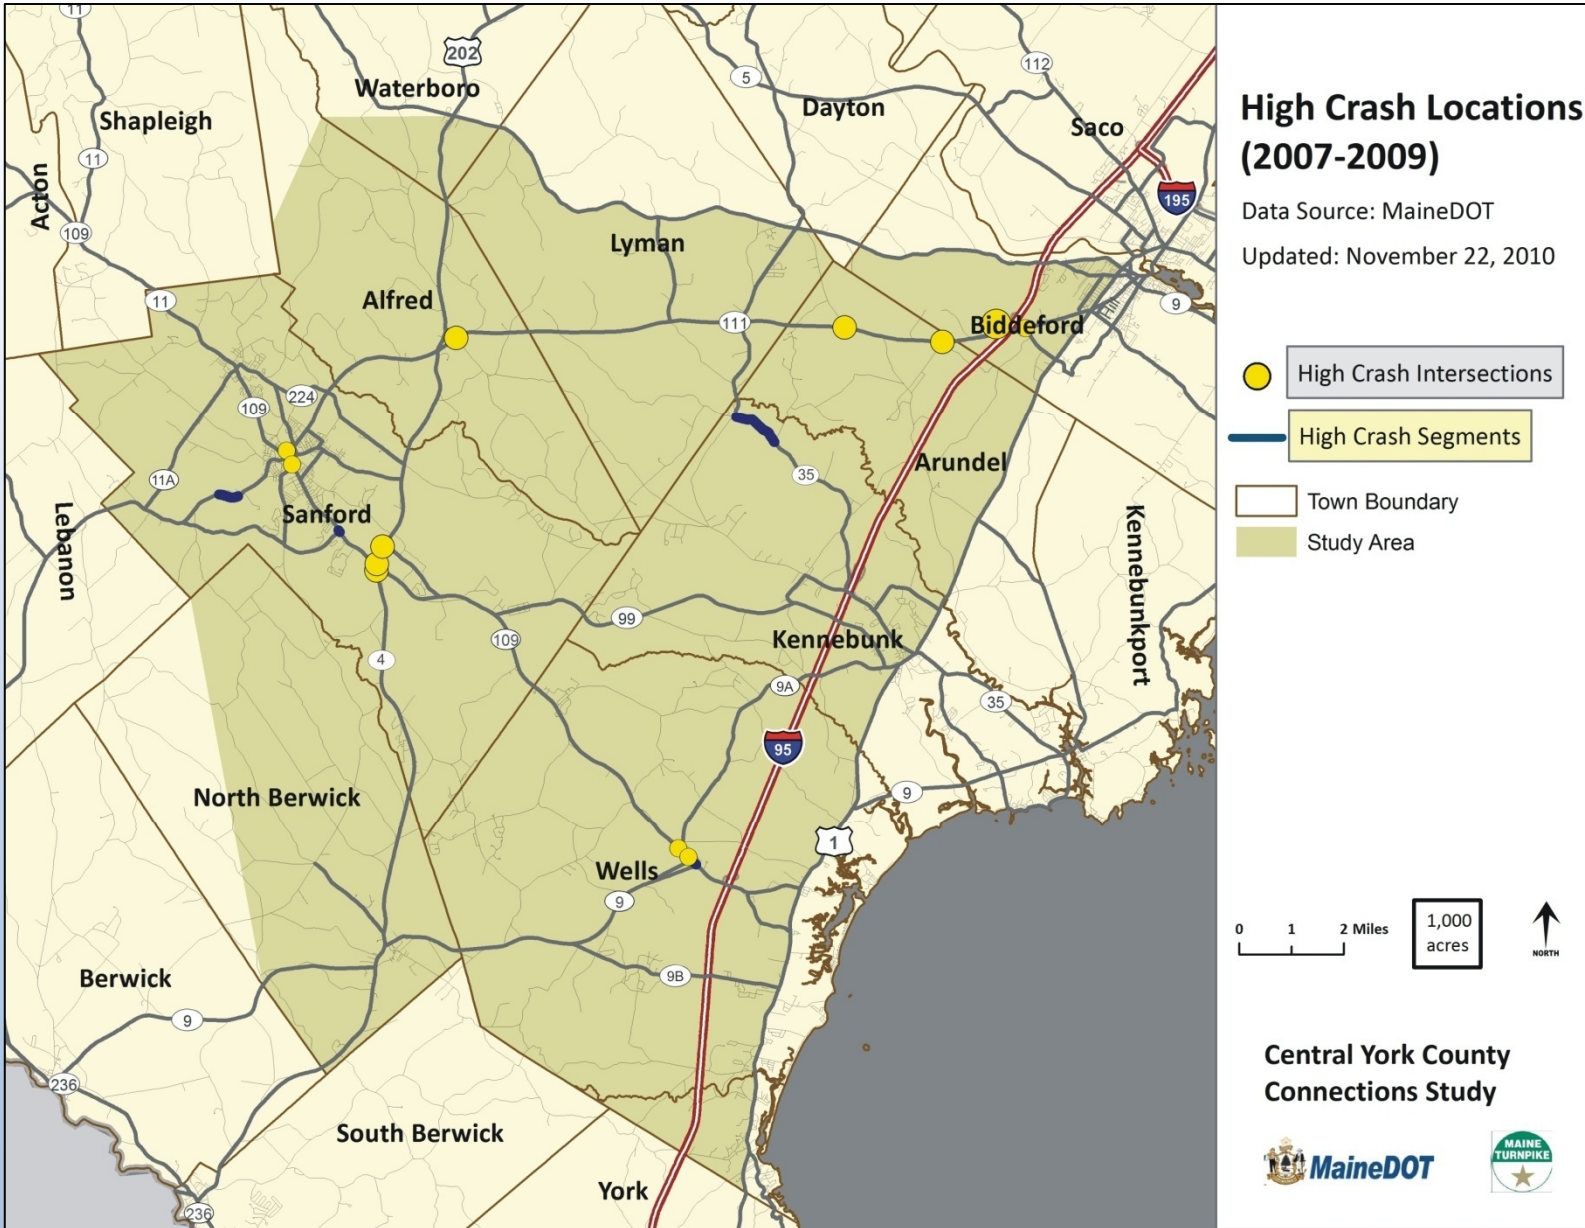 11
202
Waterboro
5
112
Dayton
Shapleigh
Saco
11
Acton
195
109
Lyman
11
Alfred
9
111
Biddeford
Hill
224
109
Arundel
35
11A
Lebanon
Sanford
Kennebunkport
99
109
Kennebunk
4
9A
35
95
9
North Berwick
1
Wells
9
9B
Berwick
9
236
South Berwick
York
236
High Crash Locations
(2007-2009)
Data Source: MaineDOT
Updated: November 22, 2010
High Crash Intersections
High Crash Segments
Town Boundary
Study Area
0 1 2 Miles
1,000
acres
NORTH
Central York County
Connections Study
MaineDOT
MAINE
TURNPIKE